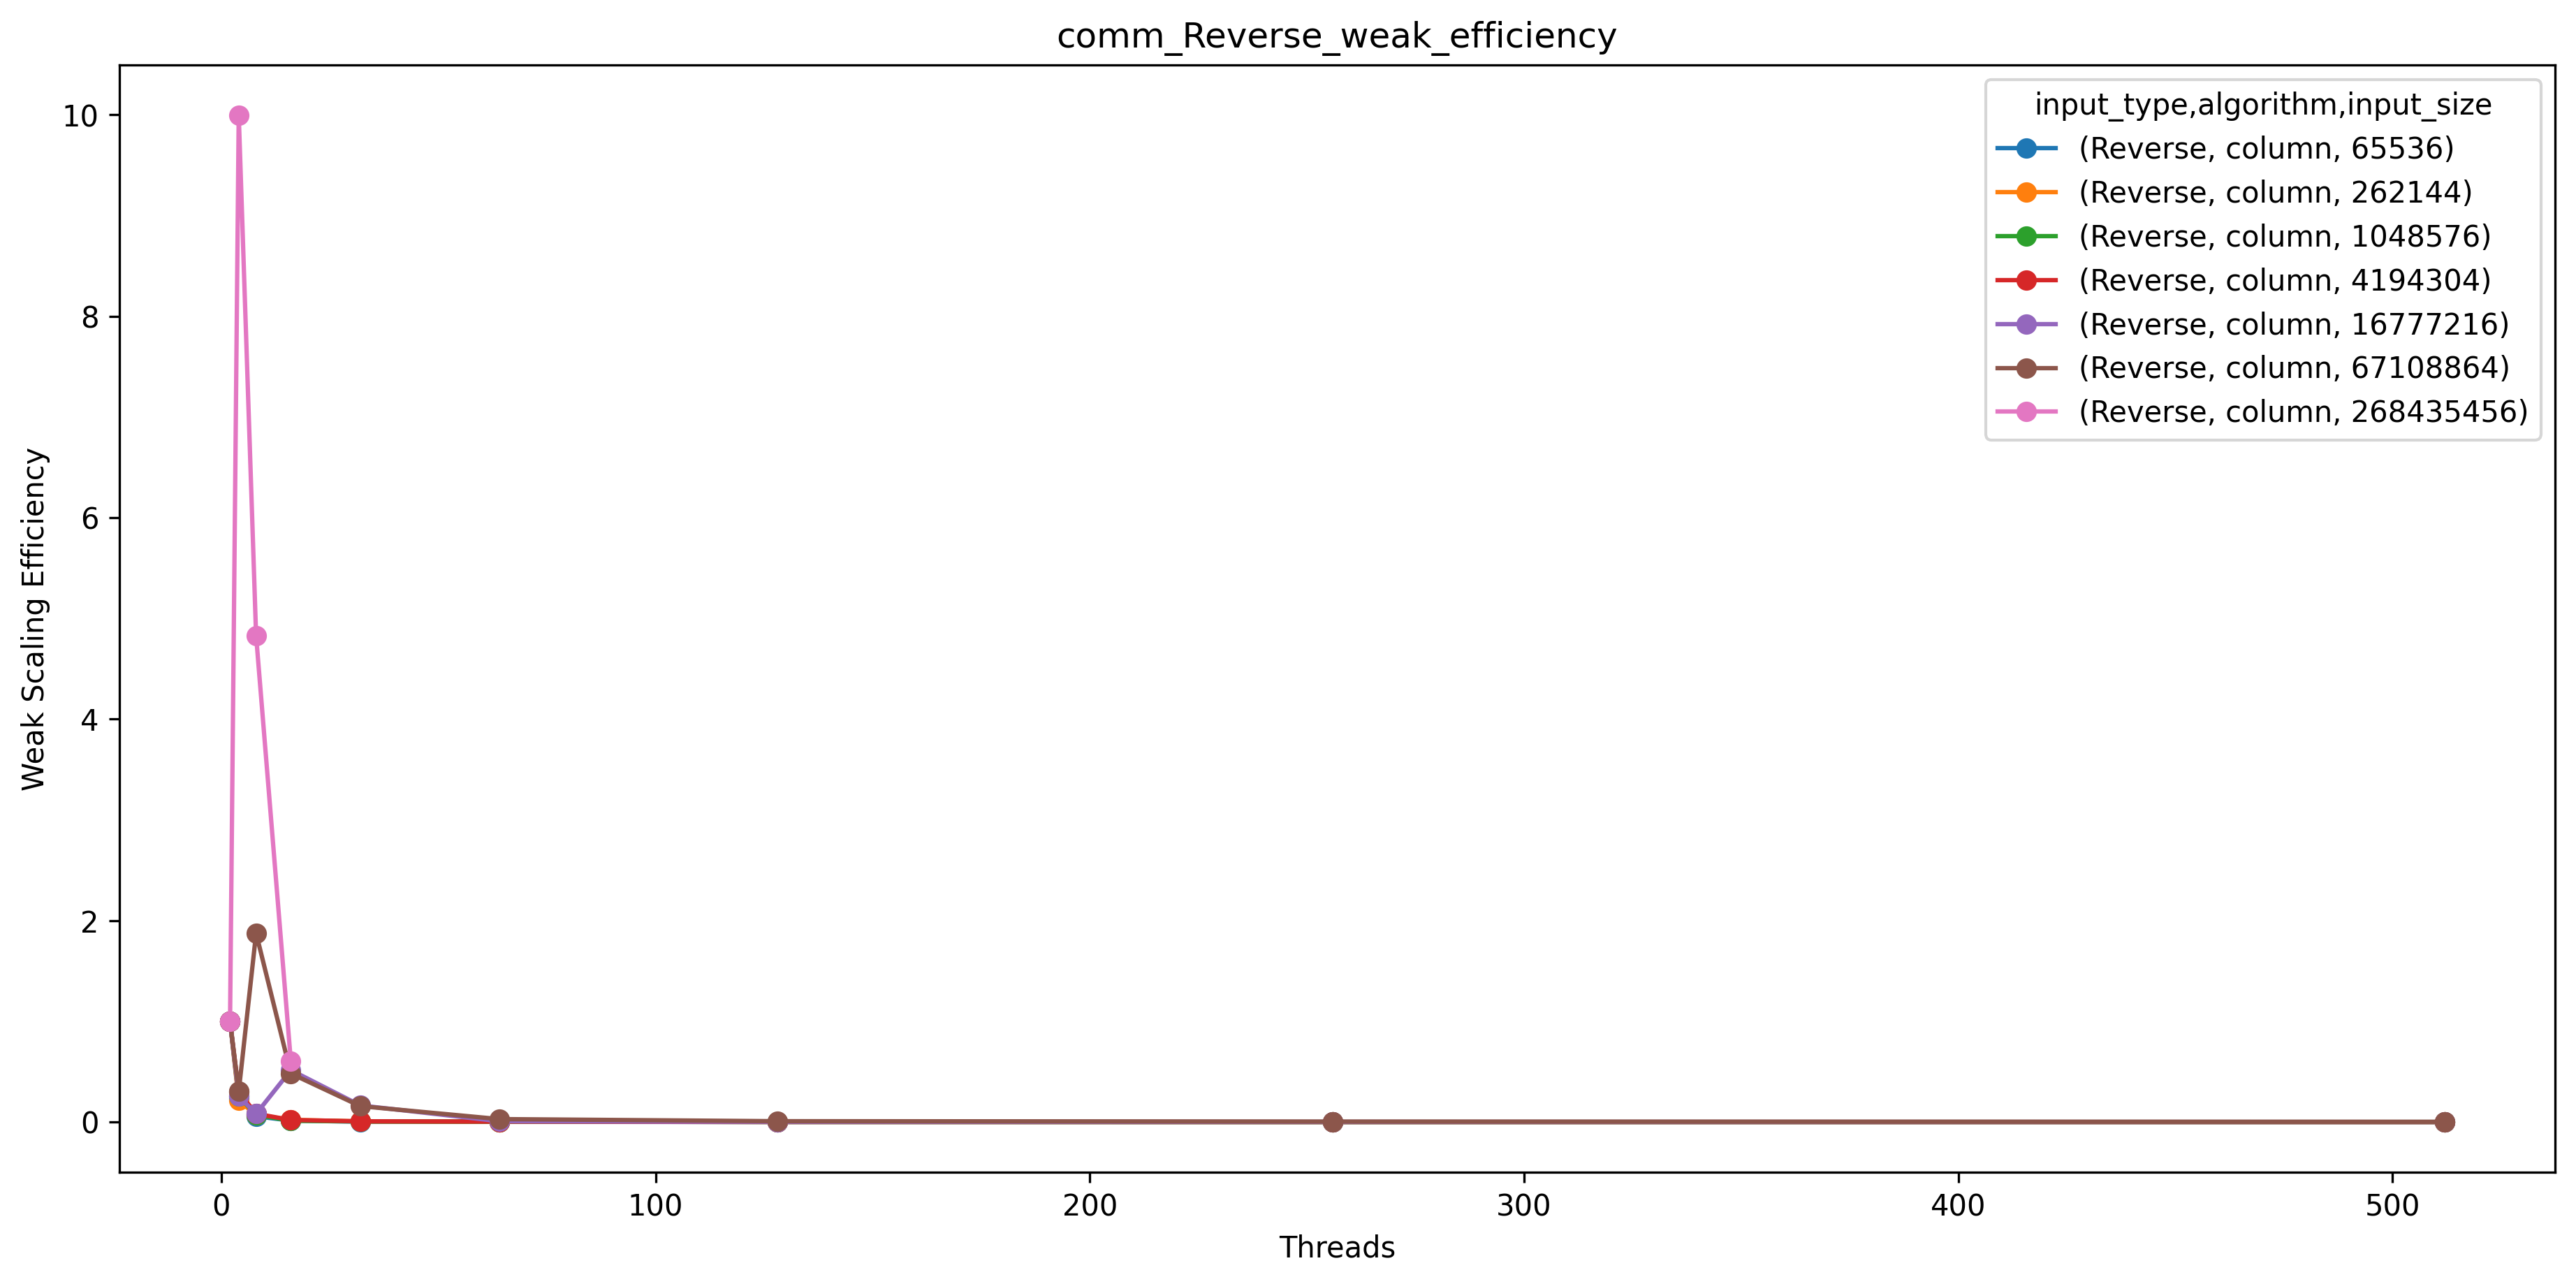 comm_Reverse_weak_efficiency
Weak Scaling Efficiency
10
8
6
4
2
0
input_type,algorithm,input_size
(Reverse, column, 65536)
(Reverse, column, 262144)
(Reverse, column, 1048576)
(Reverse, column, 4194304)
(Reverse, column, 16777216)
(Reverse, column, 67108864)
(Reverse, column, 268435456)
0 100 200 300 400 500
Threads